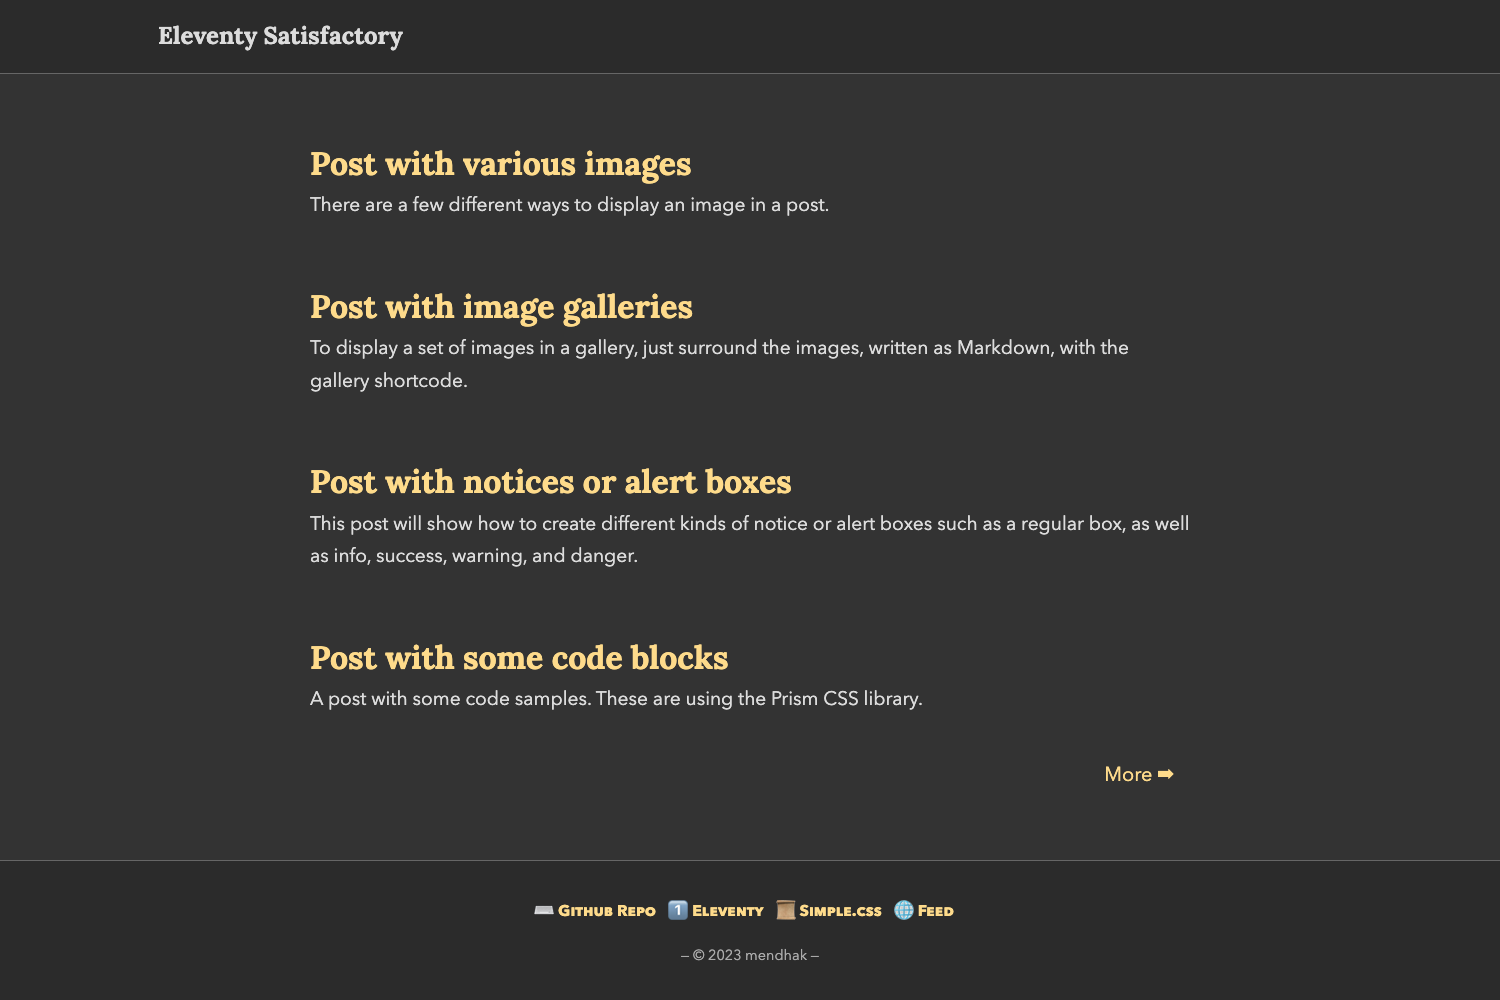 Eleventy Satisfactory
Post with various images
There are a few different ways to display an image in a post.
Post with image galleries
To display a set of images in a gallery, just surround the images, written as Markdown, with the
gallery shortcode.
Post with notices or alert boxes
This post will show how to create different kinds of notice or alert boxes such as a regular box, as well
as info, success, warning, and danger.
Post with some code blocks
A post with some code samples. These are using the Prism CSS library.
More ➡
⌨️ Github Repo 1️⃣ Eleventy 📜 Simple.css 🌐 Feed
– © 2023 mendhak –